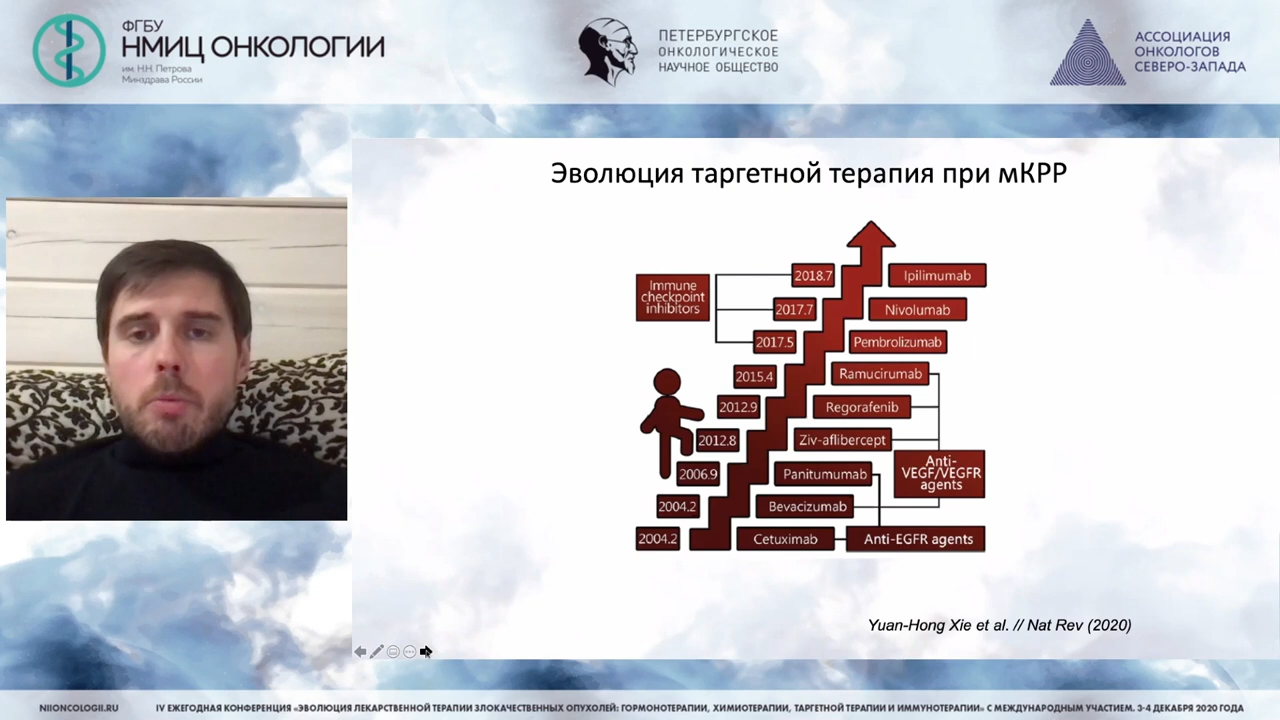 ФГБУ
НМИЦ ОНКОЛОГИИ
им. Н.Н. Петрова
Минздрава России
ПЕТЕРБУРГСКОЕ
ОНКОЛОГИЧЕСКОЕ
НАУЧНОЕ ОБЩЕСТВО
АССОЦИАЦИЯ
ОНКОЛОГОВ
СЕВЕРО-ЗАПАДА
Эволюция таргетной терапия при мКРР
Immune
checkpoint
inhibitors
2018.7
Ipilimumab
2017.7
Nivolumab
2017.5
Pembrolizumab
2015.4
Ramucirumab
2012.9
Regorafenib
2012.8
Ziv-aflibercept
Anti-
VEGF/VEGFR
agents
2006.9
Panitumumab
2004.2
Bevacizumab
2004.2
Cetuximab
Anti-EGFR agents
Yuan-Hong Xie et al. // Nat Rev (2020)
NIIONCOLOGII.RU
IV ЕЖЕГОДНАЯ КОНФЕРЕНЦИЯ «ЭВОЛЮЦИЯ ЛЕКАРСТВЕННОЙ ТЕРАПИИ ЗЛОКАЧЕСТВЕННЫХ ОПУХОЛЕЙ: ГОРМОНОТЕРАПИИ, ХИМИОТЕРАПИИ, ТАРГЕТНОЙ ТЕРАПИИ И ИММУНОТЕРАПИИ» С МЕЖДУНАРОДНЫМ УЧАСТИЕМ. 3-4 ДЕКАБРЯ 2020 ГОДА